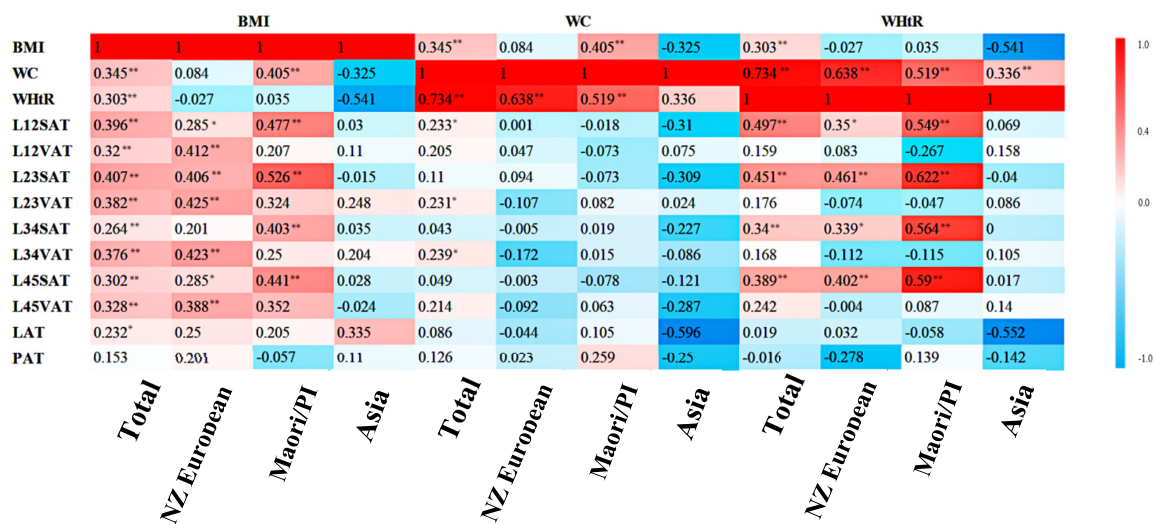 BMI WC WHtR
BMI 1 1 1 1 0.345** 0.084 0.405** -0.325 0.303** -0.027 0.035 -0.541
WC 0.345** 0.084 0.405** -0.325 1 1 1 1 0.734** 0.638** 0.519** 0.336**
WHtR 0.303** -0.027 0.035 -0.541 0.734** 0.638** 0.519** 0.336 1 1 1 1
L12SAT 0.396** 0.285* 0.477** 0.03 0.233* 0.001 -0.018 -0.31 0.497** 0.35* 0.549** 0.069
L12VAT 0.32** 0.412** 0.207 0.11 0.205 0.047 -0.073 0.075 0.159 0.083 -0.267 0.158
L23SAT 0.407** 0.406** 0.526** -0.015 0.11 0.094 -0.073 -0.309 0.451** 0.461** 0.622** -0.04
L23VAT 0.382** 0.425** 0.324 0.248 0.231* -0.107 0.082 0.024 0.176 -0.074 -0.047 0.086
L34SAT 0.264** 0.201 0.403** 0.035 0.043 -0.005 0.019 -0.227 0.34** 0.339* 0.564** 0
L34VAT 0.376** 0.423** 0.25 0.204 0.239* -0.172 0.015 -0.086 0.168 -0.112 -0.115 0.105
L45SAT 0.302** 0.285* 0.441** 0.028 0.049 -0.003 -0.078 -0.121 0.389** 0.402** 0.59** 0.017
L45VAT 0.328** 0.388** 0.352 -0.024 0.214 -0.092 0.063 -0.287 0.242 -0.004 0.087 0.14
LAT 0.232* 0.25 0.205 0.335 0.086 -0.044 0.105 -0.596 0.019 0.032 -0.058 -0.552
PAT 0.153 0.201 -0.057 0.11 0.126 0.023 0.259 -0.25 -0.016 -0.278 0.139 -0.142
Total NZ European Maori/PI Asia Total NZ European Maori/PI Asia Total NZ European Maori/PI Asia
1.0
0.4
0.0
-1.0